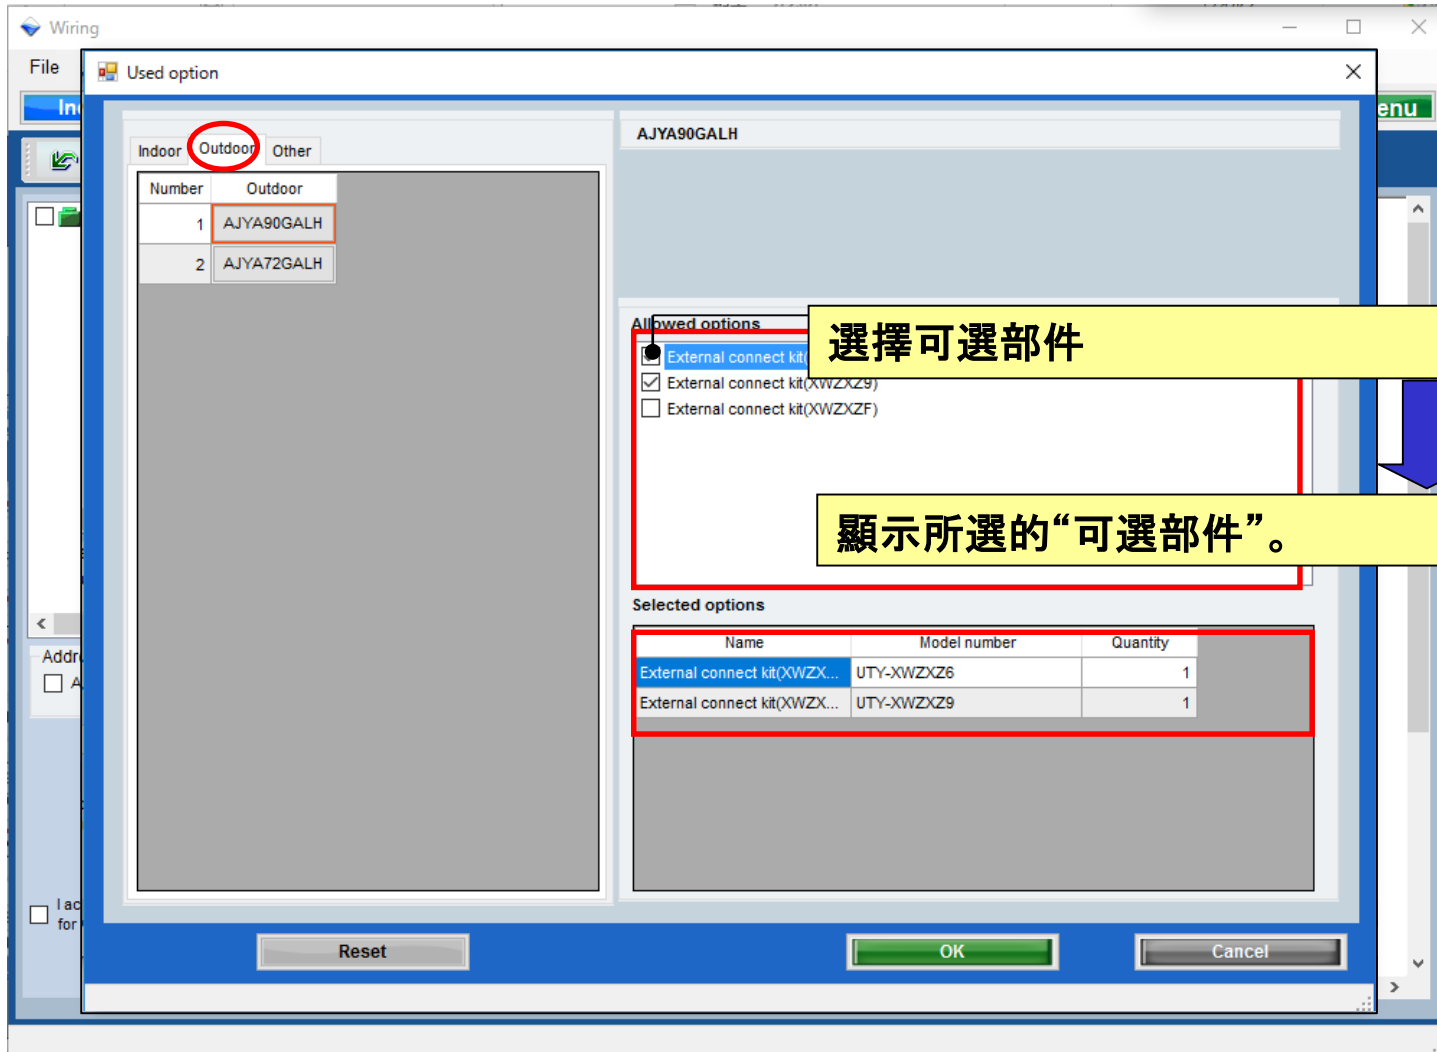 Wiring
File
Used option
AJYA90GALH
Indoor Outdoor Other
Number Outdoor
1 AJYA90GALH
2 AJYA72GALH
Allowed options
選擇可選部件
External connect kit(
External connect kit(XWZXZ9)
External connect kit(XWZXZF)
顯示所選的“可選部件”。
Selected options
Name Model number Quantity
External connect kit(XWZX... UTY-XWZXZ6 1
External connect kit(XWZX... UTY-XWZXZ9 1
Reset OK Cancel